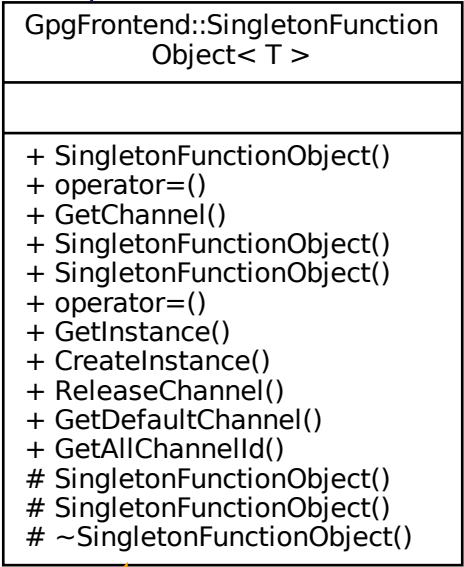 GpgFrontend::SingletonFunction
Object< T >
+ SingletonFunctionObject()
+ operator=()
+ GetChannel()
+ SingletonFunctionObject()
+ SingletonFunctionObject()
+ operator=()
+ GetInstance()
+ CreateInstance()
+ ReleaseChannel()
+ GetDefaultChannel()
+ GetAllChannelId()
# SingletonFunctionObject()
# SingletonFunctionObject()
# ~SingletonFunctionObject()